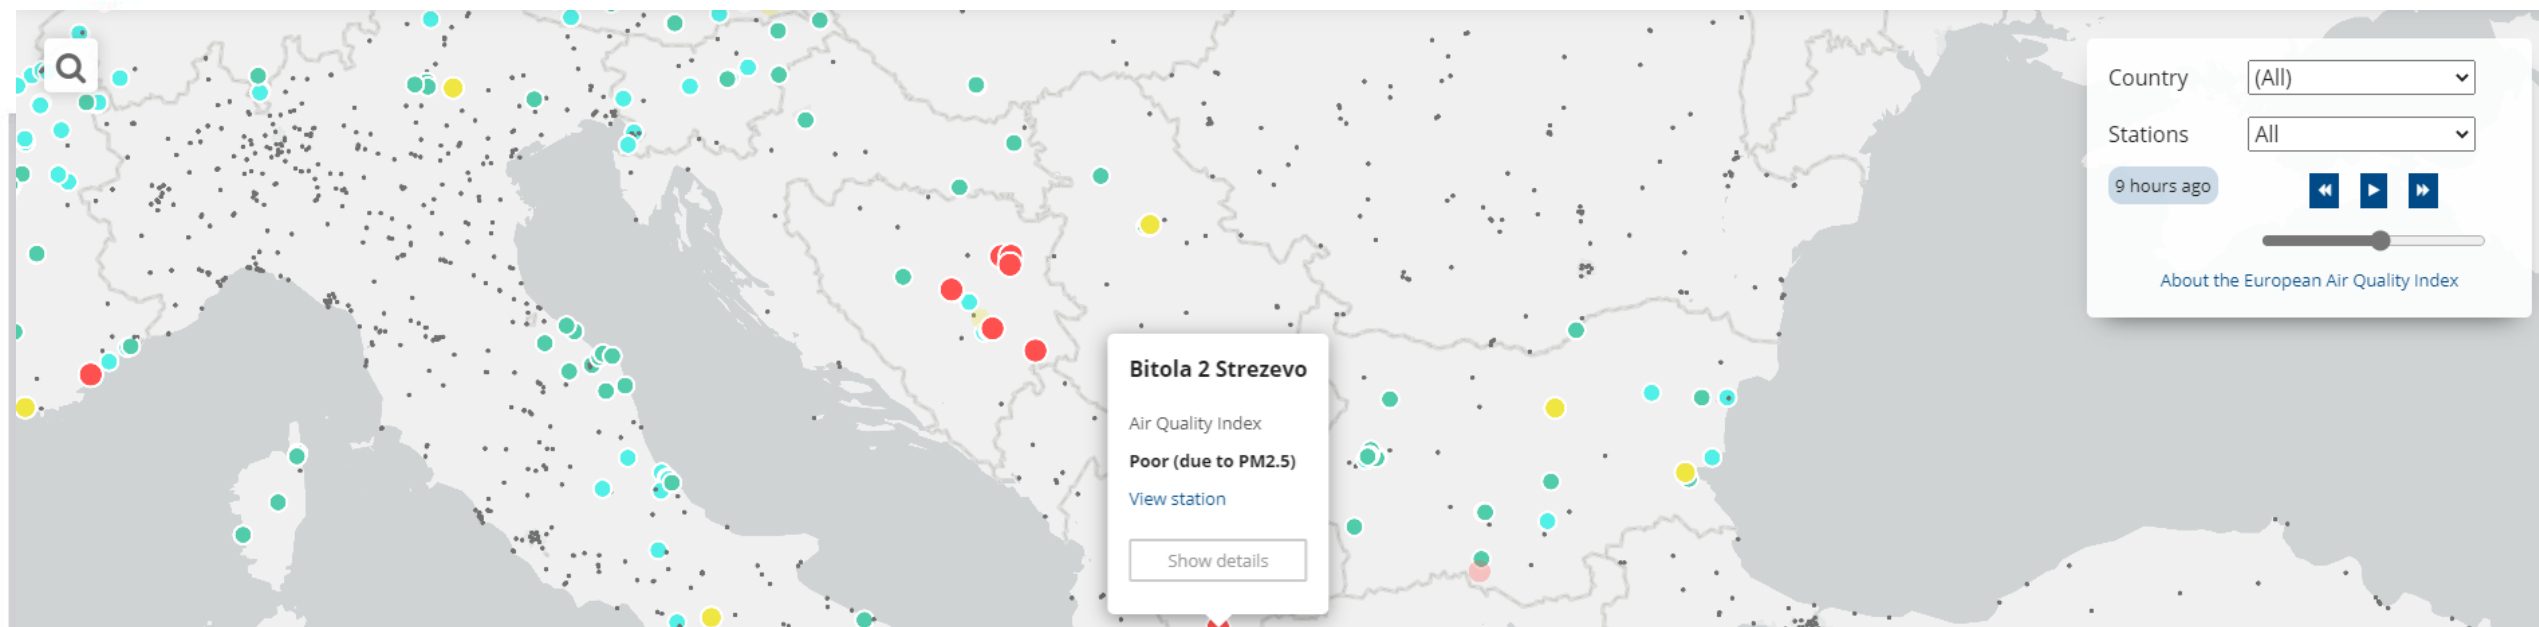 Country
(All)
Stations
All
9 hours ago
About the European Air Quality Index
Bitola 2 Strezevo
Air Quality Index
Poor (due to PM2.5)
View station
Show details